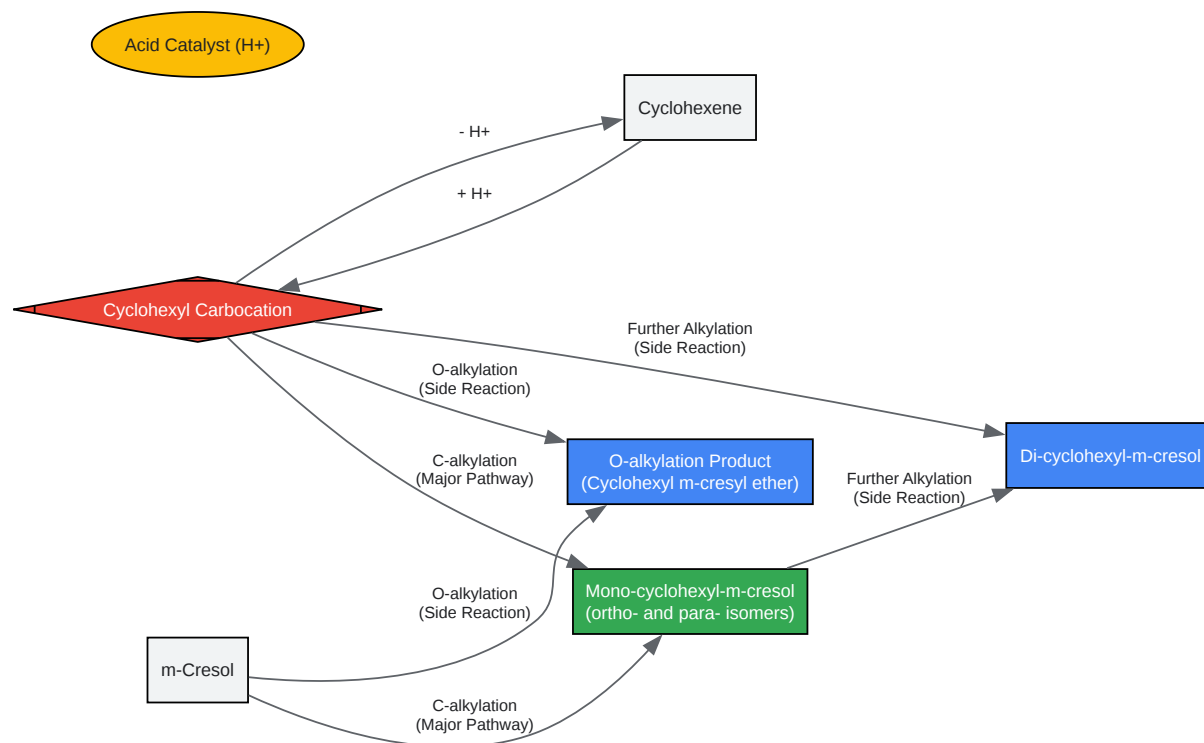 Acid Catalyst (H+)
Cyclohexene
- H+
+ H+
Cyclohexyl Carbocation
Further Alkylation
(Side Reaction)
O-alkylation
(Side Reaction)
C-alkylation
(Major Pathway)
O-alkylation Product
(Cyclohexyl m-cresyl ether)
Di-cyclohexyl-m-cresol
Further Alkylation
(Side Reaction)
O-alkylation
(Side Reaction)
Mono-cyclohexyl-m-cresol
(ortho- and para- isomers)
m-Cresol
C-alkylation
(Major Pathway)